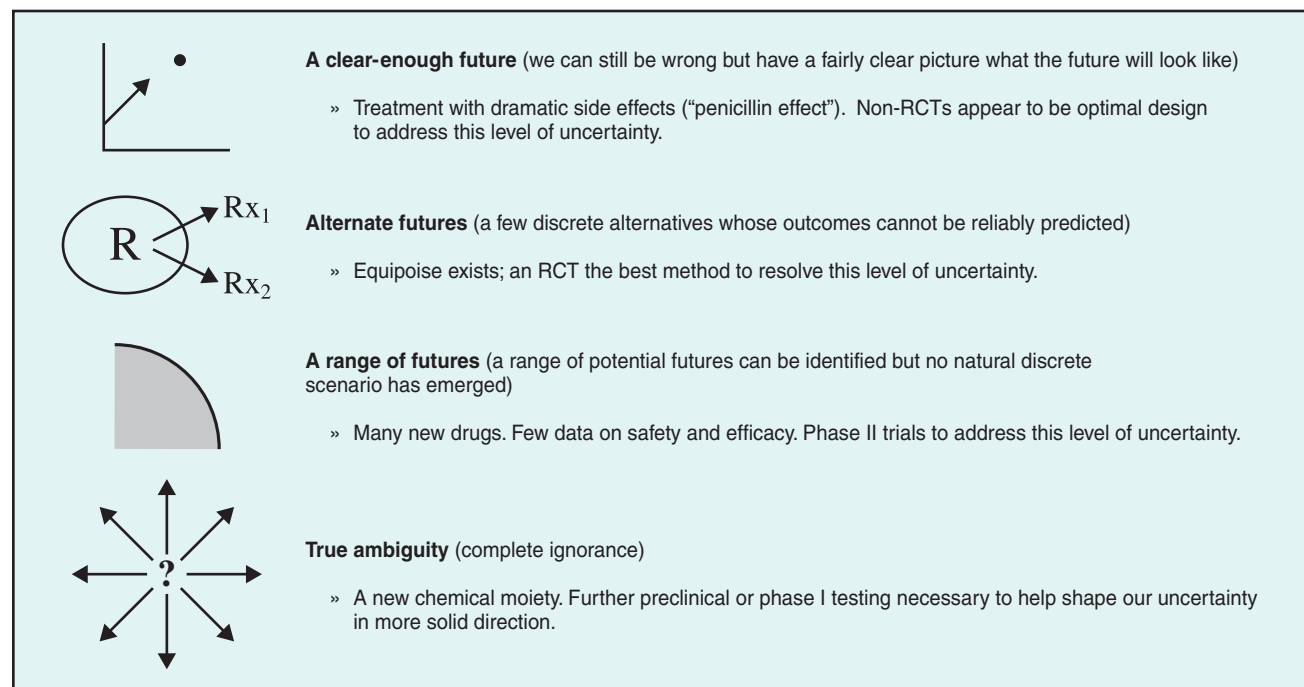 A clear-enough future (we can still be wrong but have a fairly clear picture what the future will look like)
» Treatment with dramatic side effects (“penicillin effect”). Non-RCTs appear to be optimal design
to address this level of uncertainty.
R
Rx1
Rx2
Alternate futures (a few discrete alternatives whose outcomes cannot be reliably predicted)
» Equipoise exists; an RCT the best method to resolve this level of uncertainty.
A range of futures (a range of potential futures can be identified but no natural discrete
scenario has emerged)
» Many new drugs. Few data on safety and efficacy. Phase II trials to address this level of uncertainty.
?
True ambiguity (complete ignorance)
» A new chemical moiety. Further preclinical or phase I testing necessary to help shape our uncertainty
in more solid direction.